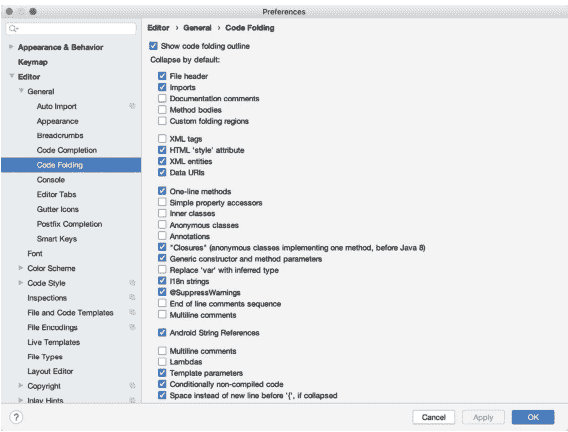 Preferences
Appearance & Behavior
Keymap
Editor
General
Auto Import
Appearance
Breadcrumbs
Code Completion
Code Folding
Console
Editor Tabs
Gutter Icons
Postfix Completion
Smart Keys
Font
Color Scheme
Code Style
Inspections
File and Code Templates
File Encodings
Live Templates
File Types
Layout Editor
Copyright
Inlay Hints
Editor › General › Code Folding
Show code folding outline
Collapse by default:
File header
Imports
Documentation comments
Method bodies
Custom folding regions
XML tags
HTML 'style' attribute
XML entities
Data URIs
One-line methods
Simple property accessors
Inner classes
Anonymous classes
Annotations
"Closures" (anonymous classes implementing one method, before Java 8)
Generic constructor and method parameters
Replace 'var' with inferred type
I18n strings
@SuppressWarnings
End of line comments sequence
Multiline comments
Android String References
Multiline comments
Lambdas
Template parameters
Conditionally non-compiled code
Space instead of new line before '{', if collapsed
?
Cancel
Apply
OK